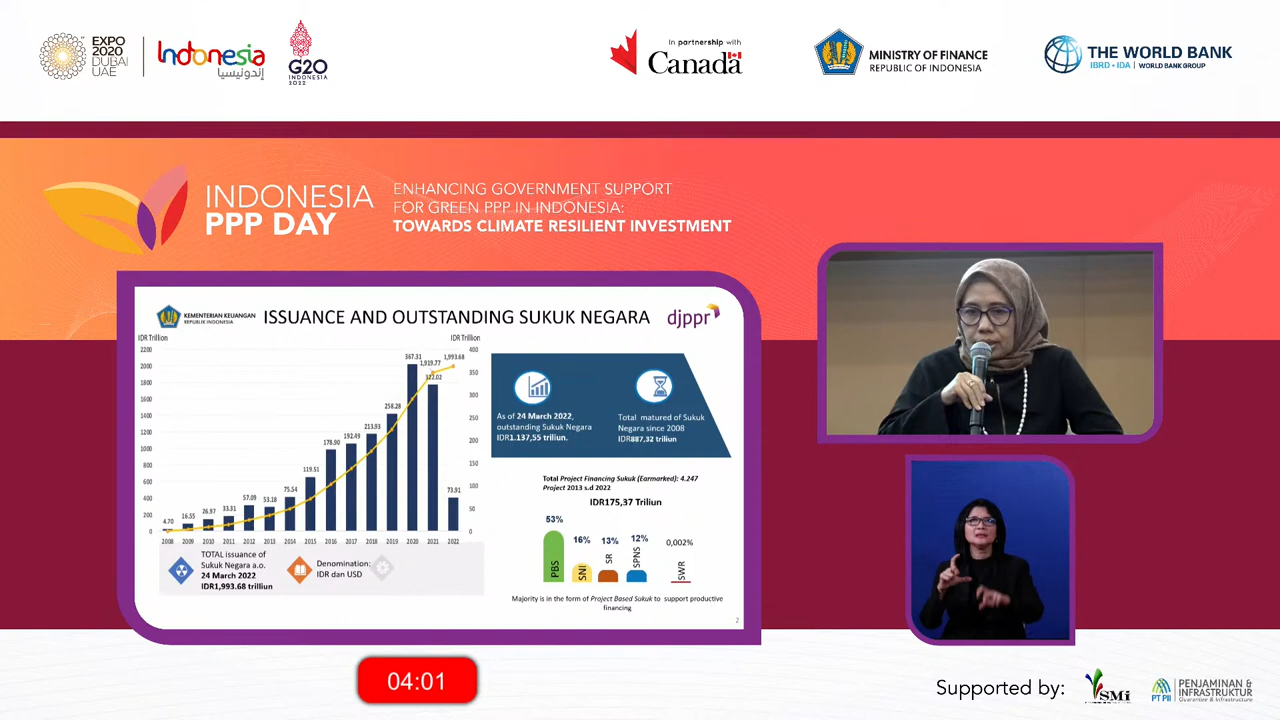 EXPO
2020
DUBAI
UAE
Indonesia
إندونيسيا
G20
INDONESIA
2022
In partnership with
Canada
MINISTRY OF FINANCE
REPUBLIC OF INDONESIA
THE WORLD BANK
IBRD • IDA | WORLD BANK GROUP
INDONESIA
PPP DAY
ENHANCING GOVERNMENT SUPPORT
FOR GREEN PPP IN INDONESIA:
TOWARDS CLIMATE RESILIENT INVESTMENT
KEMENTERIAN KEUANGAN
REPUBLIK INDONESIA
ISSUANCE AND OUTSTANDING SUKUK NEGARA
djppr
IDR Trillion
IDR Trillion
2200
2000
1800
1600
1400
1200
1000
800
600
400
200
0
400
350
300
250
200
150
100
50
0
4.70
16.55
26.97
33.31
57.09
53.18
75.54
119.51
178.90
192.49
213.93
258.28
367.31
1,919.77
322.02
1,993.68
73.91
2008 2009 2010 2011 2012 2013 2014 2015 2016 2017 2018 2019 2020 2021 2022
As of 24 March 2022,
outstanding Sukuk Negara
IDR1.137,55 triliun.
Total matured of Sukuk
Negara since 2008
IDR887,32 triliun
Total Project Financing Sukuk (Earmarked): 4.247
Project 2013 s.d 2022
IDR175,37 Triliun
53%
16%
13%
12%
0,002%
PBS
SNI
SR
SPNS
SWR
Majority is in the form of Project Based Sukuk to support productive
financing
TOTAL issuance of
Sukuk Negara a.o.
24 March 2022
IDR1,993.68 trilliun
Denomination:
IDR dan USD
2
04:01
Supported by:
SMi
PT PII
PENJAMINAN &
INFRASTRUKTUR
Guarantee & Infrastructure